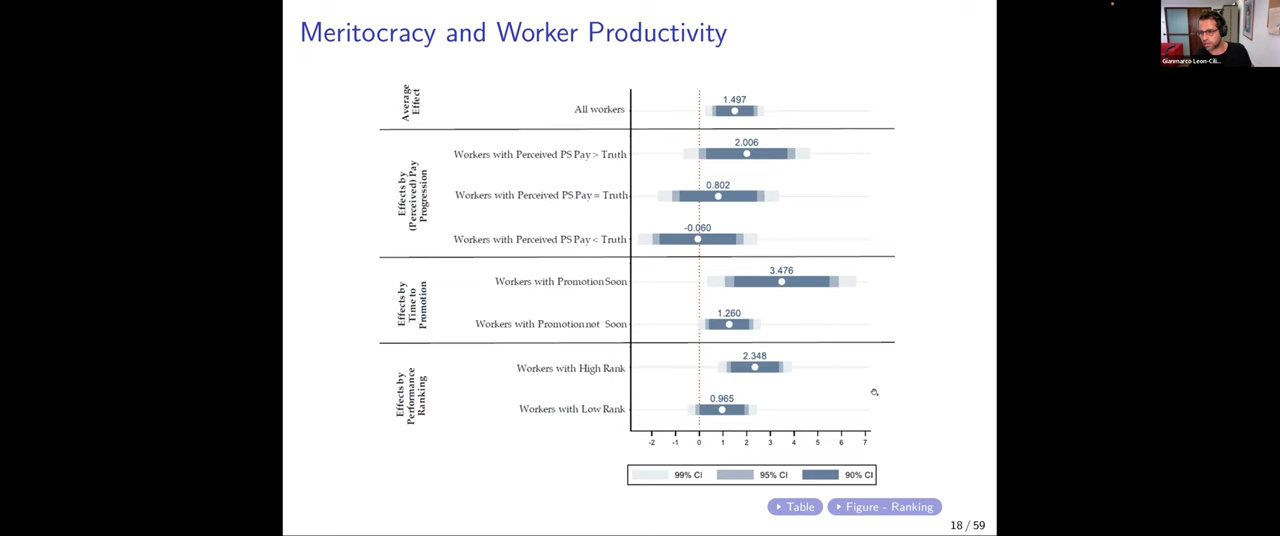 Meritocracy and Worker Productivity
Gianmarco Leon-Cili...
Average
Effect
All workers
1.497
Effects by
(Perceived) Pay
Progression
Workers with Perceived PS Pay > Truth
2.006
Workers with Perceived PS Pay = Truth
0.802
Workers with Perceived PS Pay < Truth
-0.060
Effects by
Time to
Promotion
Workers with Promotion Soon
3.476
Workers with Promotion not Soon
1.260
Effects by
Performance
Ranking
Workers with High Rank
2.348
Workers with Low Rank
0.965
-2 -1 0 1 2 3 4 5 6 7
99% CI 95% CI 90% CI
Table Figure - Ranking
18 / 59